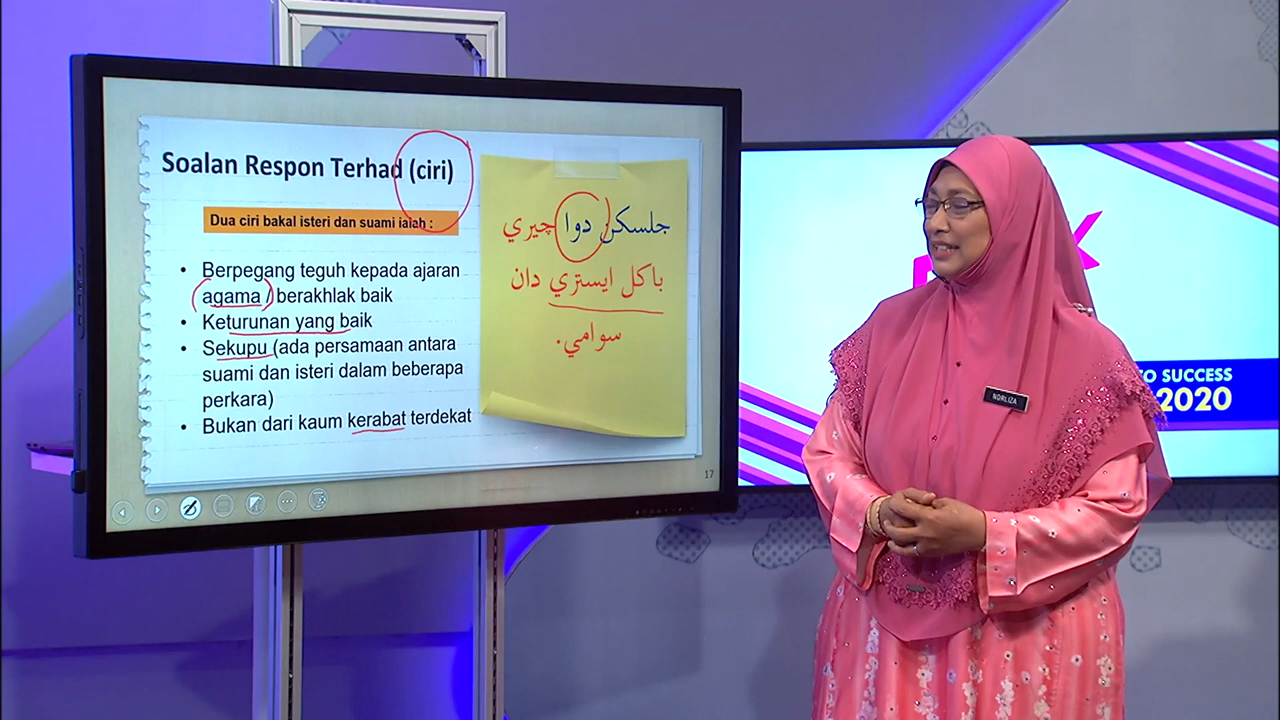 Soalan Respon Terhad (ciri)
Dua ciri bakal isteri dan suami ialah :
• Berpegang teguh kepada ajaran
agama / berakhlak baik
• Keturunan yang baik
• Sekupu (ada persamaan antara
suami dan isteri dalam beberapa
perkara)
• Bukan dari kaum kerabat terdekat
جلسكن دوا چيري
باكل ايستري دان
سوامي.
17
NORLIZA
TO SUCCESS
2020